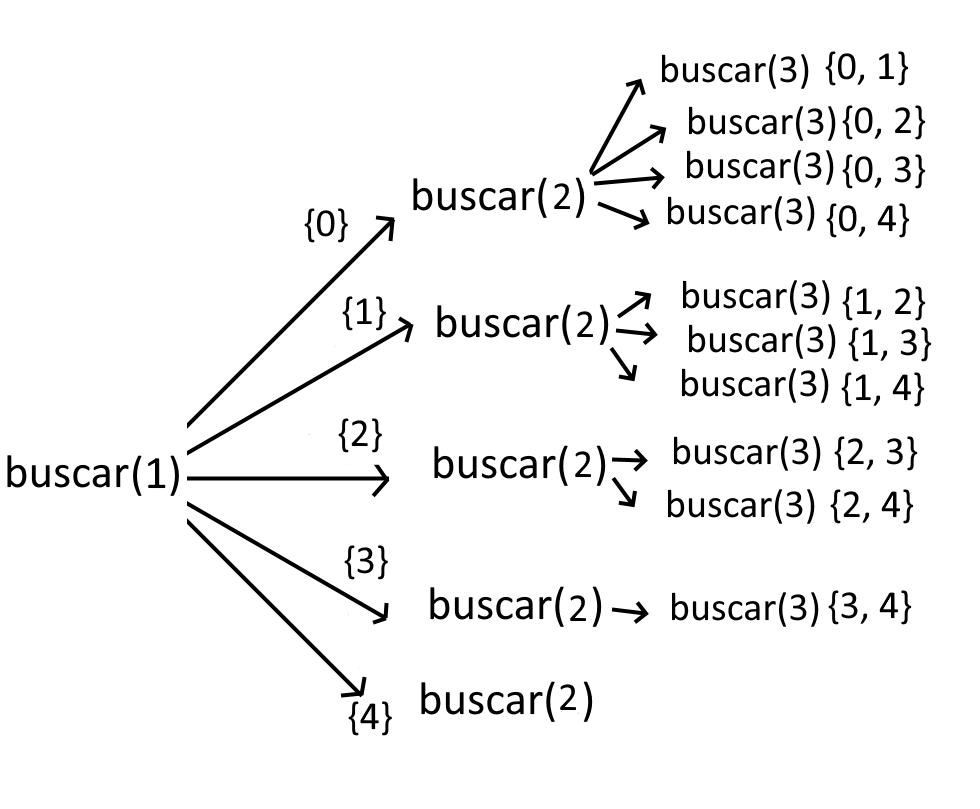 buscar(3) {0, 1}
buscar(3) {0, 2}
buscar(3) {0, 3}
buscar(3) {0, 4}
{0}
buscar(2)
{1}
buscar(2)
buscar(3) {1, 2}
buscar(3) {1, 3}
buscar(3) {1, 4}
buscar(1)
{2}
buscar(2)
buscar(3) {2, 3}
buscar(3) {2, 4}
{3}
buscar(2)
buscar(3) {3, 4}
{4}
buscar(2)